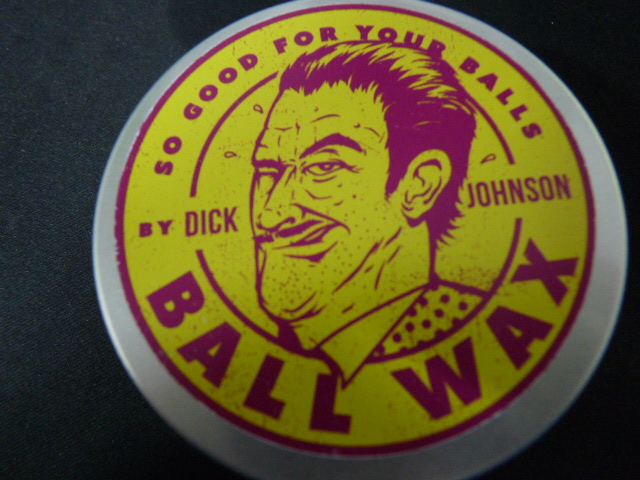 SO GOOD FOR YOUR BALLS
BY DICK JOHNSON
BALL WAX